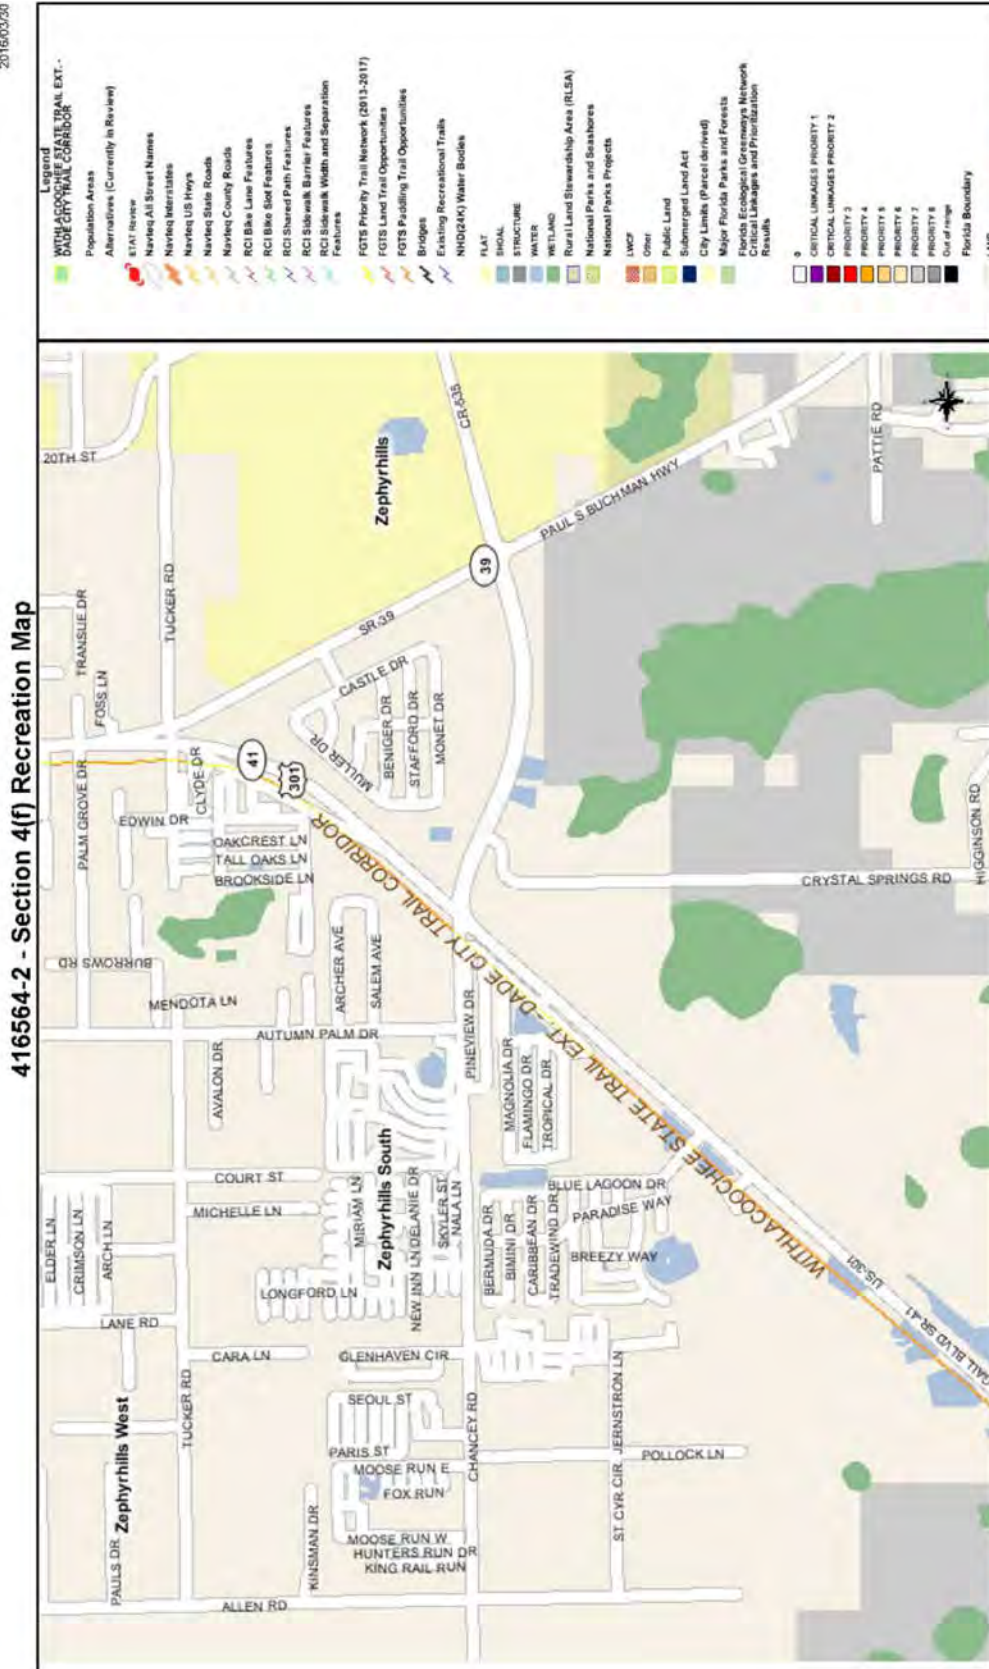 2016/03/30
416564-2 - Section 4(f) Recreation Map
Legend
WITHLACOOCHEE STATE TRAIL EXT. -
DADE CITY TRAIL CORRIDOR
Population Areas
Alternatives (Currently in Review)
ETAT Review
Navteq All Street Names
Navteq Interstates
Navteq US Hwys
Navteq State Roads
Navteq County Roads
RCI Bike Lane Features
RCI Bike Slot Features
RCI Shared Path Features
RCI Sidewalk Barrier Features
RCI Sidewalk Width and Separation
Features
FGTS Priority Trail Network (2013-2017)
FGTS Land Trail Opportunities
FGTS Paddling Trail Opportunities
Bridges
Existing Recreational Trails
NHD(24K) Water Bodies
FLAT
SHOAL
STRUCTURE
WATER
WETLAND
Rural Land Stewardship Area (RLSA)
National Parks and Seashores
National Parks Projects
LWCF
Other
Public Land
Submerged Land Act
City Limits (Parcel derived)
Major Florida Parks and Forests
Florida Ecological Greenways Network
Critical Linkages and Prioritization
Results
0
CRITICAL LINKAGES PRIORITY 1
CRITICAL LINKAGES PRIORITY 2
PRIORITY 3
PRIORITY 4
PRIORITY 5
PRIORITY 6
PRIORITY 7
PRIORITY 8
Out of range
Florida Boundary
20TH ST
TRANSUE DR
FOSS LN
PALM GROVE DR
TUCKER RD
CLYDE DR
EDWIN DR
41
301
OAKCREST LN
TALL OAKS LN
BROOKSIDE LN
SR-39
Zephyrhills
CR-535
39
PAUL S BUCHMAN HWY
PATTIE RD
CASTLE DR
MULLER DR
BENIGER DR
STAFFORD DR
MONET DR
CRYSTAL SPRINGS RD
HIGGINSON RD
BURROWS RD
MENDOTA LN
ARCHER AVE
SALEM AVE
AUTUMN PALM DR
AVALON DR
PINEVIEW DR
MAGNOLIA DR
FLAMINGO DR
TROPICAL DR
WITHLACOOCHEE STATE TRAIL EXT. - DADE CITY TRAIL CORRIDOR
COURT ST
MICHELLE LN
MIRIAM LN
Zephyrhills South
NEW INN LN
DELANIE DR
SKYLER ST
NALA LN
BLUE LAGOON DR
PARADISE WAY
BERMUDA DR
BIMINI DR
CARIBBEAN DR
TRADEWIND DR
BREEZY WAY
ELDER LN
CRIMSON LN
ARCH LN
LONGFORD LN
LANE RD
CARA LN
GLENHAVEN CIR
US-301
GALL BLVD SR-41
Zephyrhills West
TUCKER RD
SEOUL ST
PARIS ST
MOOSE RUN E
FOX RUN
CHANCEY RD
ST CYR CIR
JERNSTRON LN
POLLOCK LN
PAULS DR
KINSMAN DR
MOOSE RUN W
HUNTERS RUN DR
KING RAIL RUN
ALLEN RD